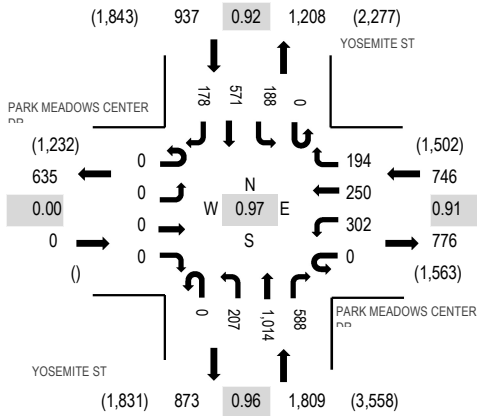 (1,843) 937 0.92 1,208 (2,277)
YOSEMITE ST
178 571 188 0
PARK MEADOWS CENTER
DR
(1,232) 0 194 (1,502)
635 0 250 746
0.00 0 302 0.91
0 0 0 776
() (1,563)
N
W 0.97 E
S
0 207 1,014 588
PARK MEADOWS CENTER
DR
YOSEMITE ST
(1,831) 873 0.96 1,809 (3,558)